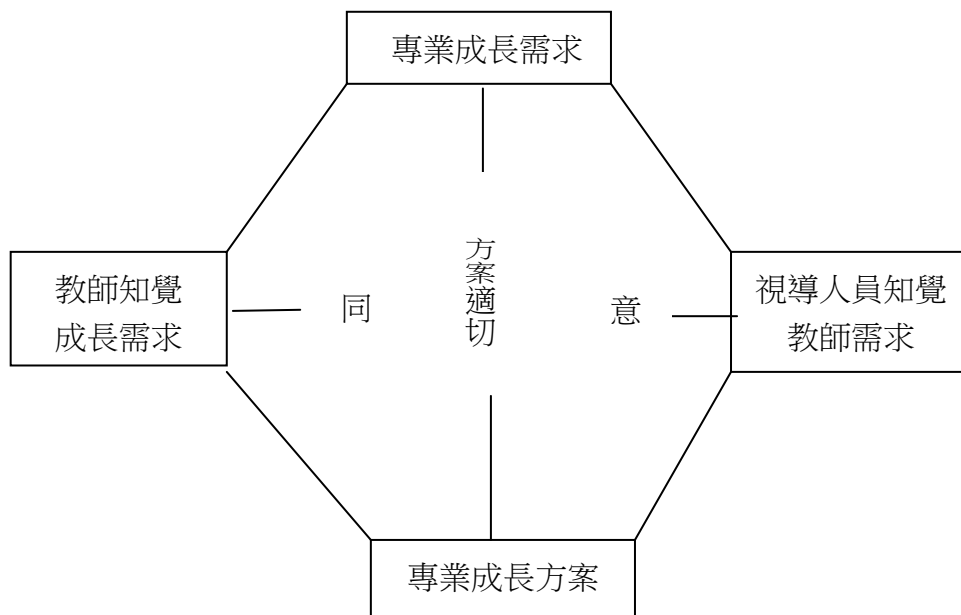 專業成長需求
方案適切
教師知覺
成長需求
同
意
視導人員知覺
教師需求
專業成長方案